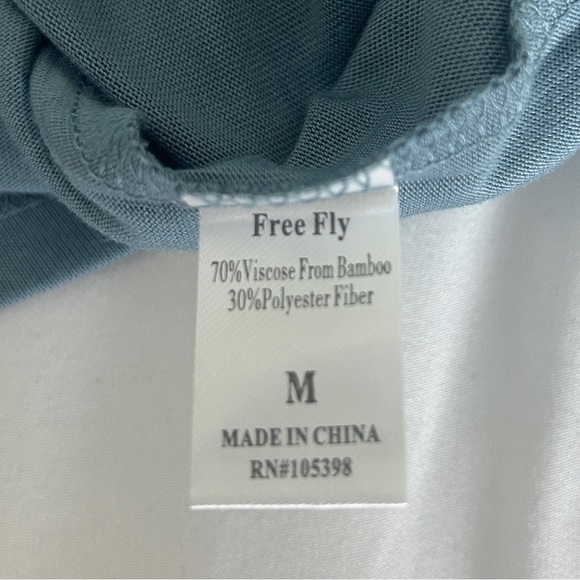 Free Fly
70%Viscose From Bamboo
30%Polyester Fiber
M
MADE IN CHINA
RN#105398